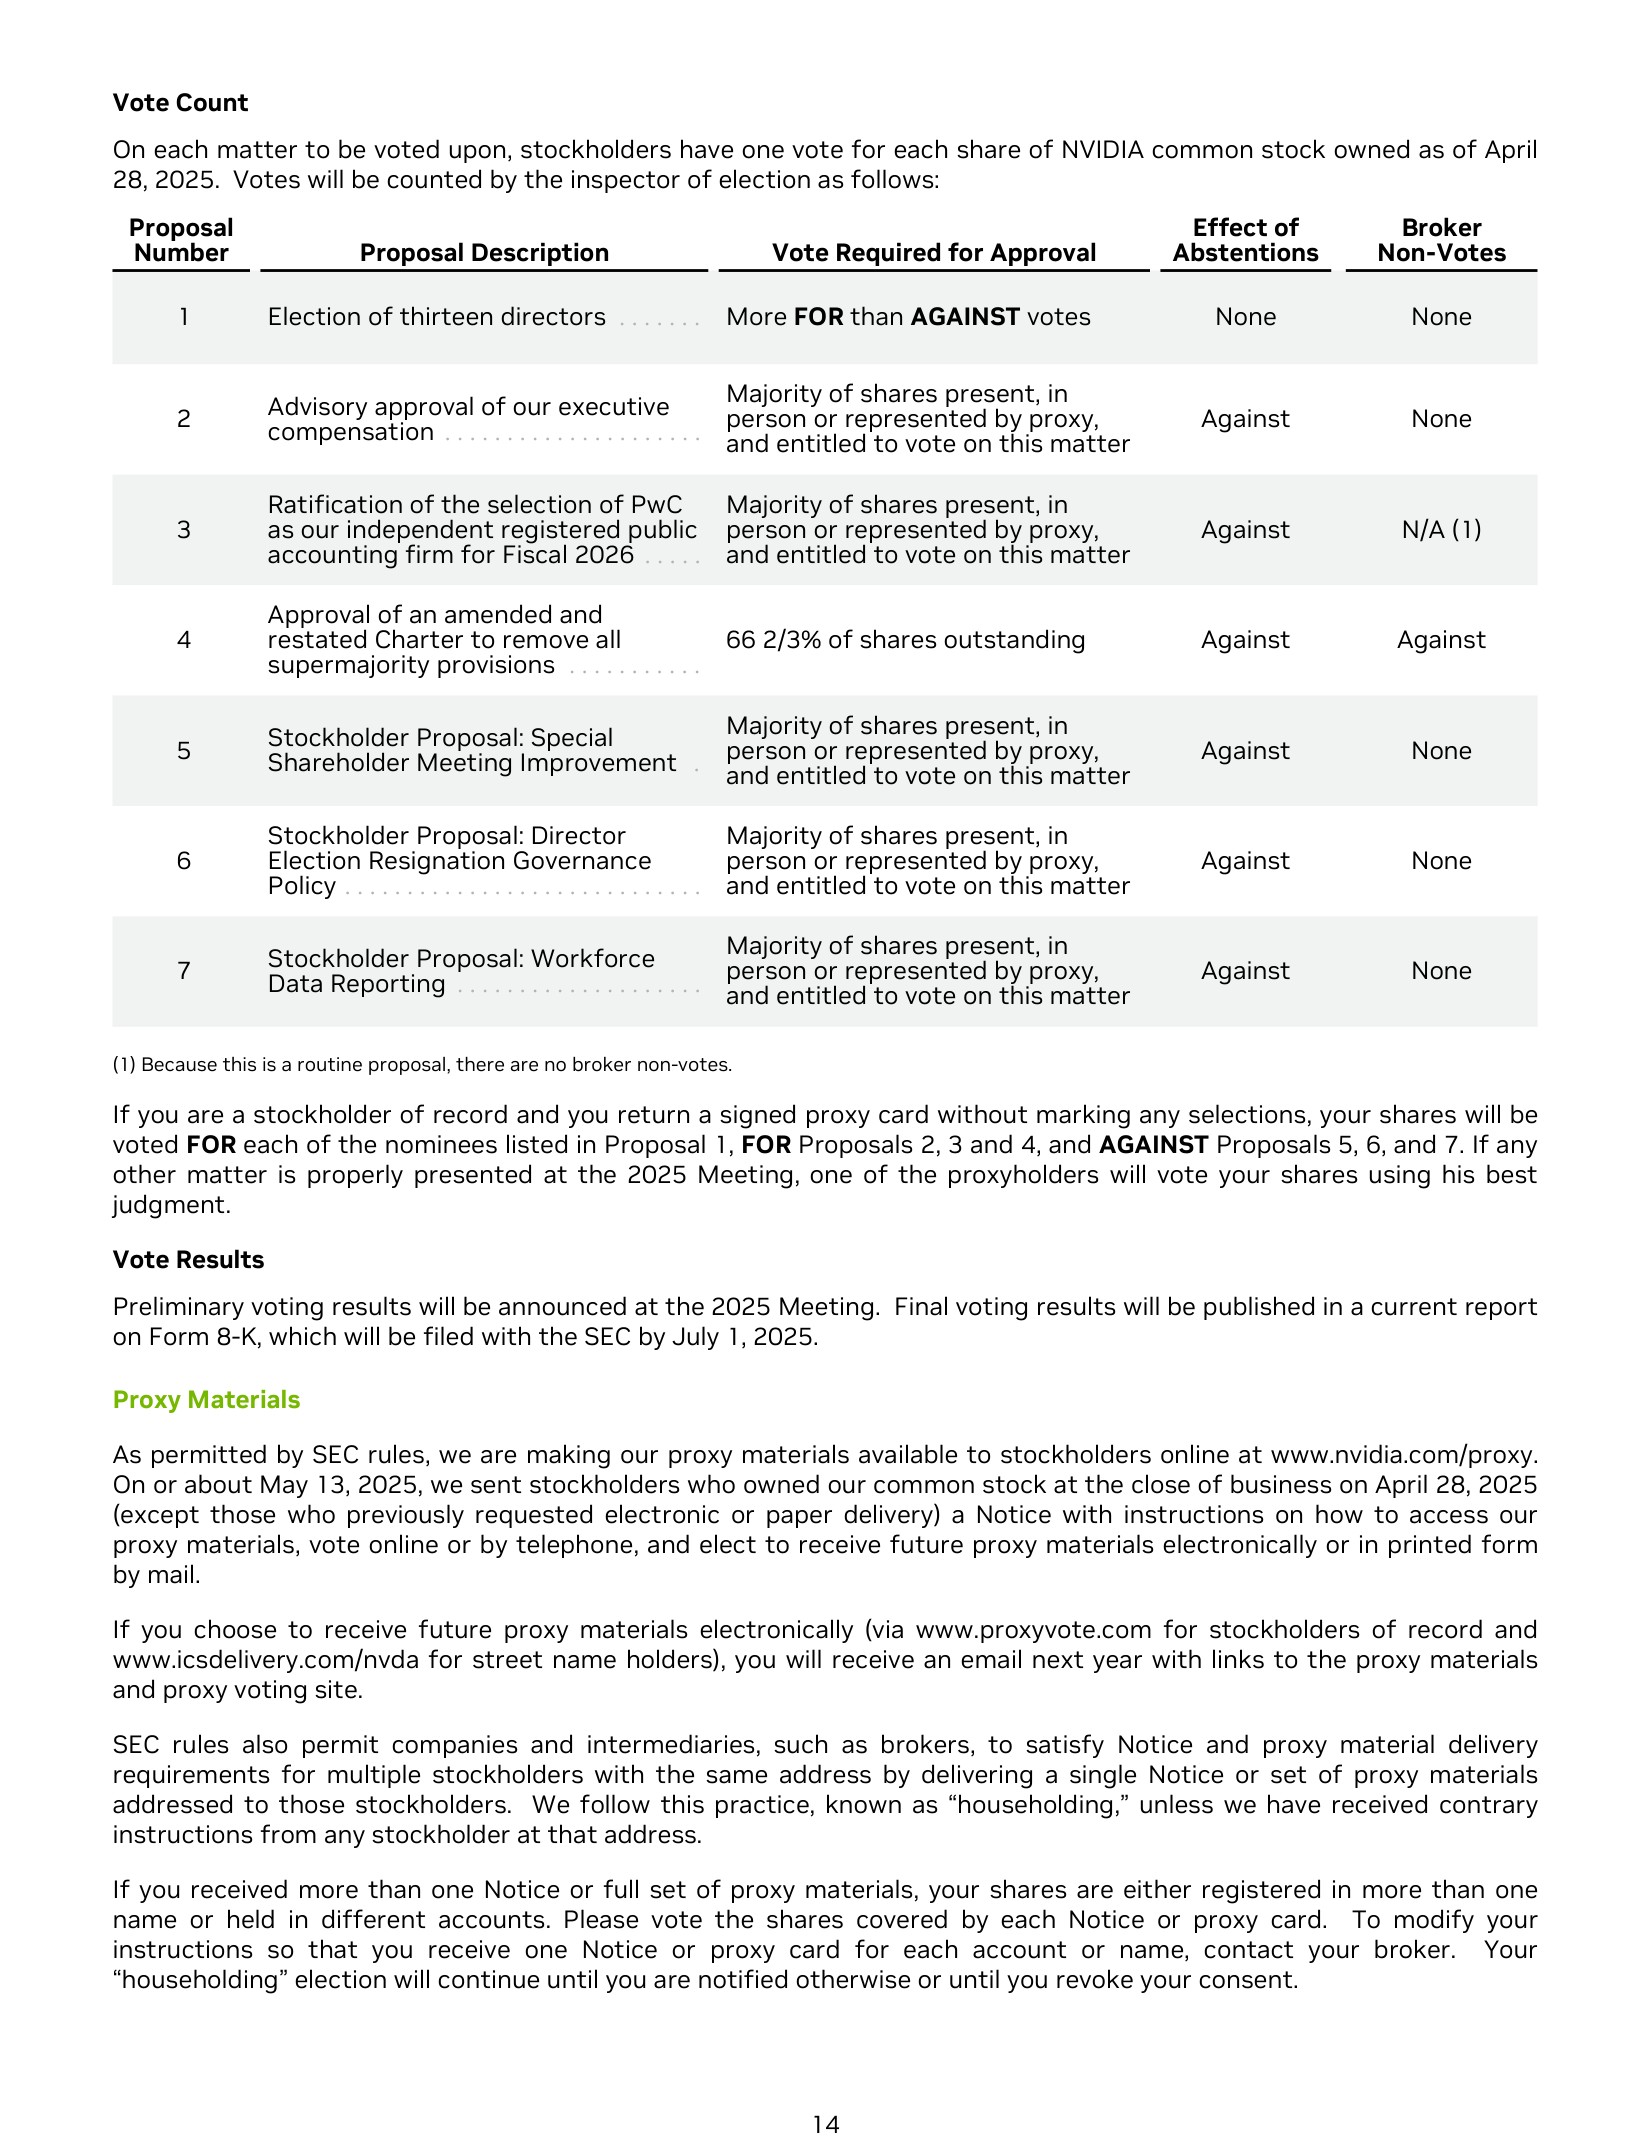 Vote Count
On each matter to be voted upon, stockholders have one vote for each share of NVIDIA common stock owned as of April
28, 2025.  Votes will be counted by the inspector of election as follows:
Proposal Number | Proposal Description | Vote Required for Approval | Effect of Abstentions | Broker Non-Votes
1
Election of thirteen directors . . . . . . .
More FOR than AGAINST votes
None
None
2
Advisory approval of our executive
compensation . . . . . . . . . . . . . . . . . . . . .
Majority of shares present, in
person or represented by proxy,
and entitled to vote on this matter
Against
None
3
Ratification of the selection of PwC
as our independent registered public
accounting firm for Fiscal 2026 . . . . .
Majority of shares present, in
person or represented by proxy,
and entitled to vote on this matter
Against
N/A (1)
4
Approval of an amended and
restated Charter to remove all
supermajority provisions . . . . . . . . . . .
66 2/3% of shares outstanding
Against
Against
5
Stockholder Proposal: Special
Shareholder Meeting Improvement .
Majority of shares present, in
person or represented by proxy,
and entitled to vote on this matter
Against
None
6
Stockholder Proposal: Director
Election Resignation Governance
Policy . . . . . . . . . . . . . . . . . . . . . . . . . . . . .
Majority of shares present, in
person or represented by proxy,
and entitled to vote on this matter
Against
None
7
Stockholder Proposal: Workforce
Data Reporting . . . . . . . . . . . . . . . . . . . .
Majority of shares present, in
person or represented by proxy,
and entitled to vote on this matter
Against
None
(1) Because this is a routine proposal, there are no broker non-votes.
If you are a stockholder of record and you return a signed proxy card without marking any selections, your shares will be
voted FOR each of the nominees listed in Proposal 1, FOR Proposals 2, 3 and 4, and AGAINST Proposals 5, 6, and 7. If any
other matter is properly presented at the 2025 Meeting, one of the proxyholders will vote your shares using his best
judgment.
Vote Results
Preliminary voting results will be announced at the 2025 Meeting.  Final voting results will be published in a current report
on Form 8-K, which will be filed with the SEC by July 1, 2025.
Proxy Materials
As permitted by SEC rules, we are making our proxy materials available to stockholders online at www.nvidia.com/proxy.
On or about May 13, 2025, we sent stockholders who owned our common stock at the close of business on April 28, 2025
(except those who previously requested electronic or paper delivery) a Notice with instructions on how to access our
proxy materials, vote online or by telephone, and elect to receive future proxy materials electronically or in printed form
by mail.
If you choose to receive future proxy materials electronically (via www.proxyvote.com for stockholders of record and
www.icsdelivery.com/nvda for street name holders), you will receive an email next year with links to the proxy materials
and proxy voting site.
SEC rules also permit companies and intermediaries, such as brokers, to satisfy Notice and proxy material delivery
requirements for multiple stockholders with the same address by delivering a single Notice or set of proxy materials
addressed to those stockholders.  We follow this practice, known as “householding,” unless we have received contrary
instructions from any stockholder at that address.
If you received more than one Notice or full set of proxy materials, your shares are either registered in more than one
name or held in different accounts. Please vote the shares covered by each Notice or proxy card.  To modify your
instructions so that you receive one Notice or proxy card for each account or name, contact your broker.  Your
“householding” election will continue until you are notified otherwise or until you revoke your consent.
14